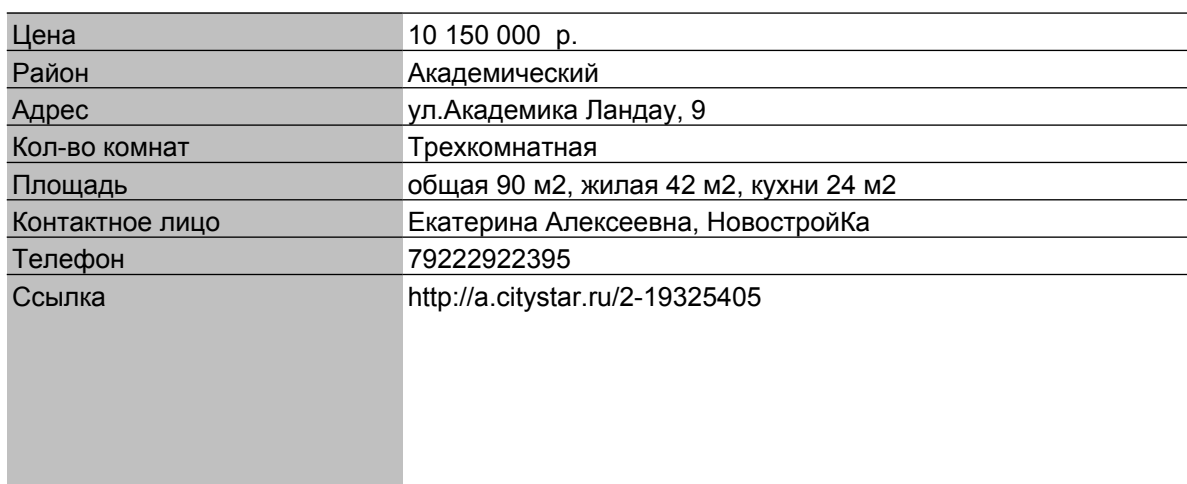 Цена 10 150 000 р.
Район Академический
Адрес ул.Академика Ландау, 9
Кол-во комнат Трехкомнатная
Площадь общая 90 м2, жилая 42 м2, кухни 24 м2
Контактное лицо Екатерина Алексеевна, НовостройКа
Телефон 79222922395
Ссылка http://a.citystar.ru/2-19325405